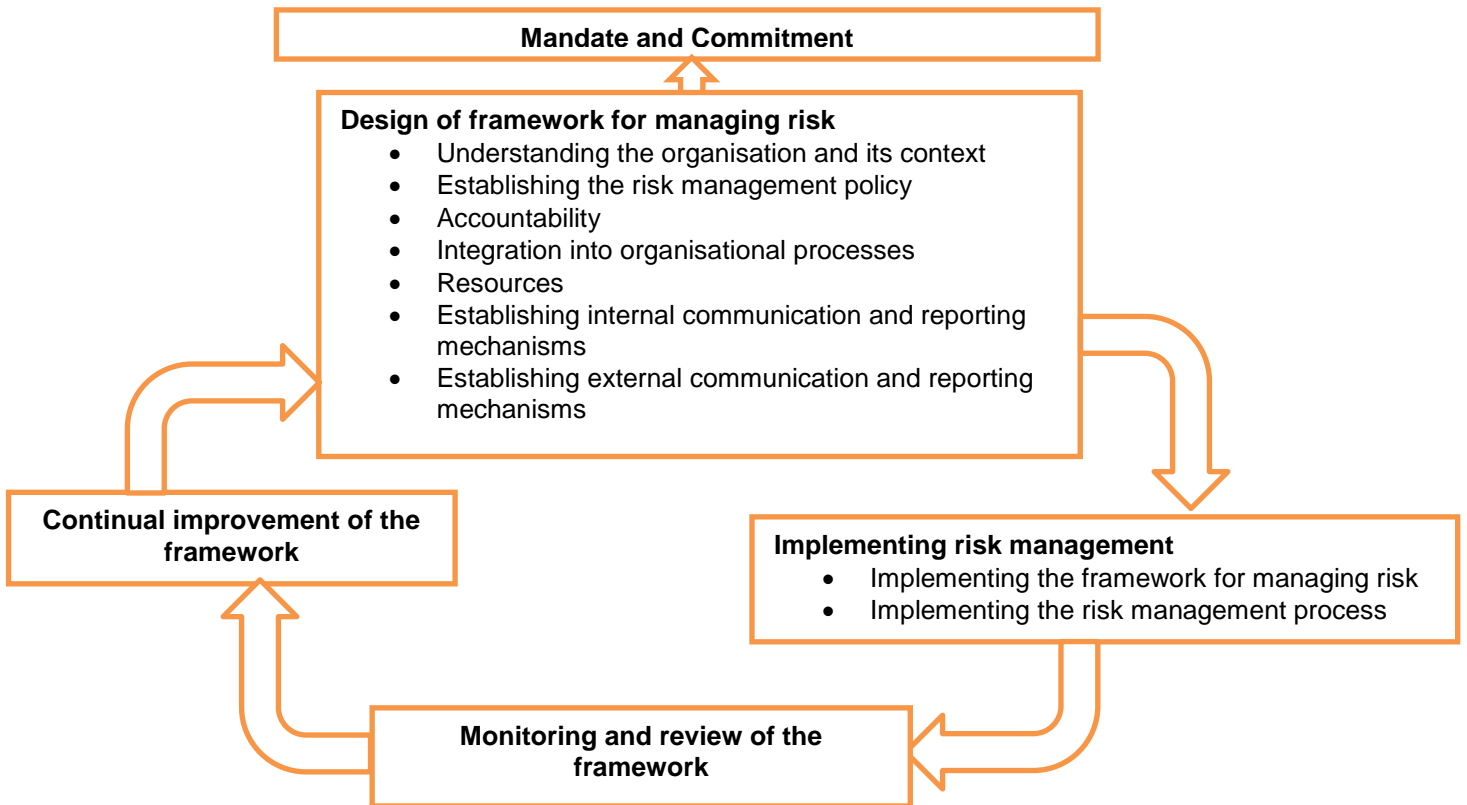 Mandate and Commitment
Design of framework for managing risk
• Understanding the organisation and its context
• Establishing the risk management policy
• Accountability
• Integration into organisational processes
• Resources
• Establishing internal communication and reporting
mechanisms
• Establishing external communication and reporting
mechanisms
Continual improvement of the
framework
Implementing risk management
• Implementing the framework for managing risk
• Implementing the risk management process
Monitoring and review of the
framework